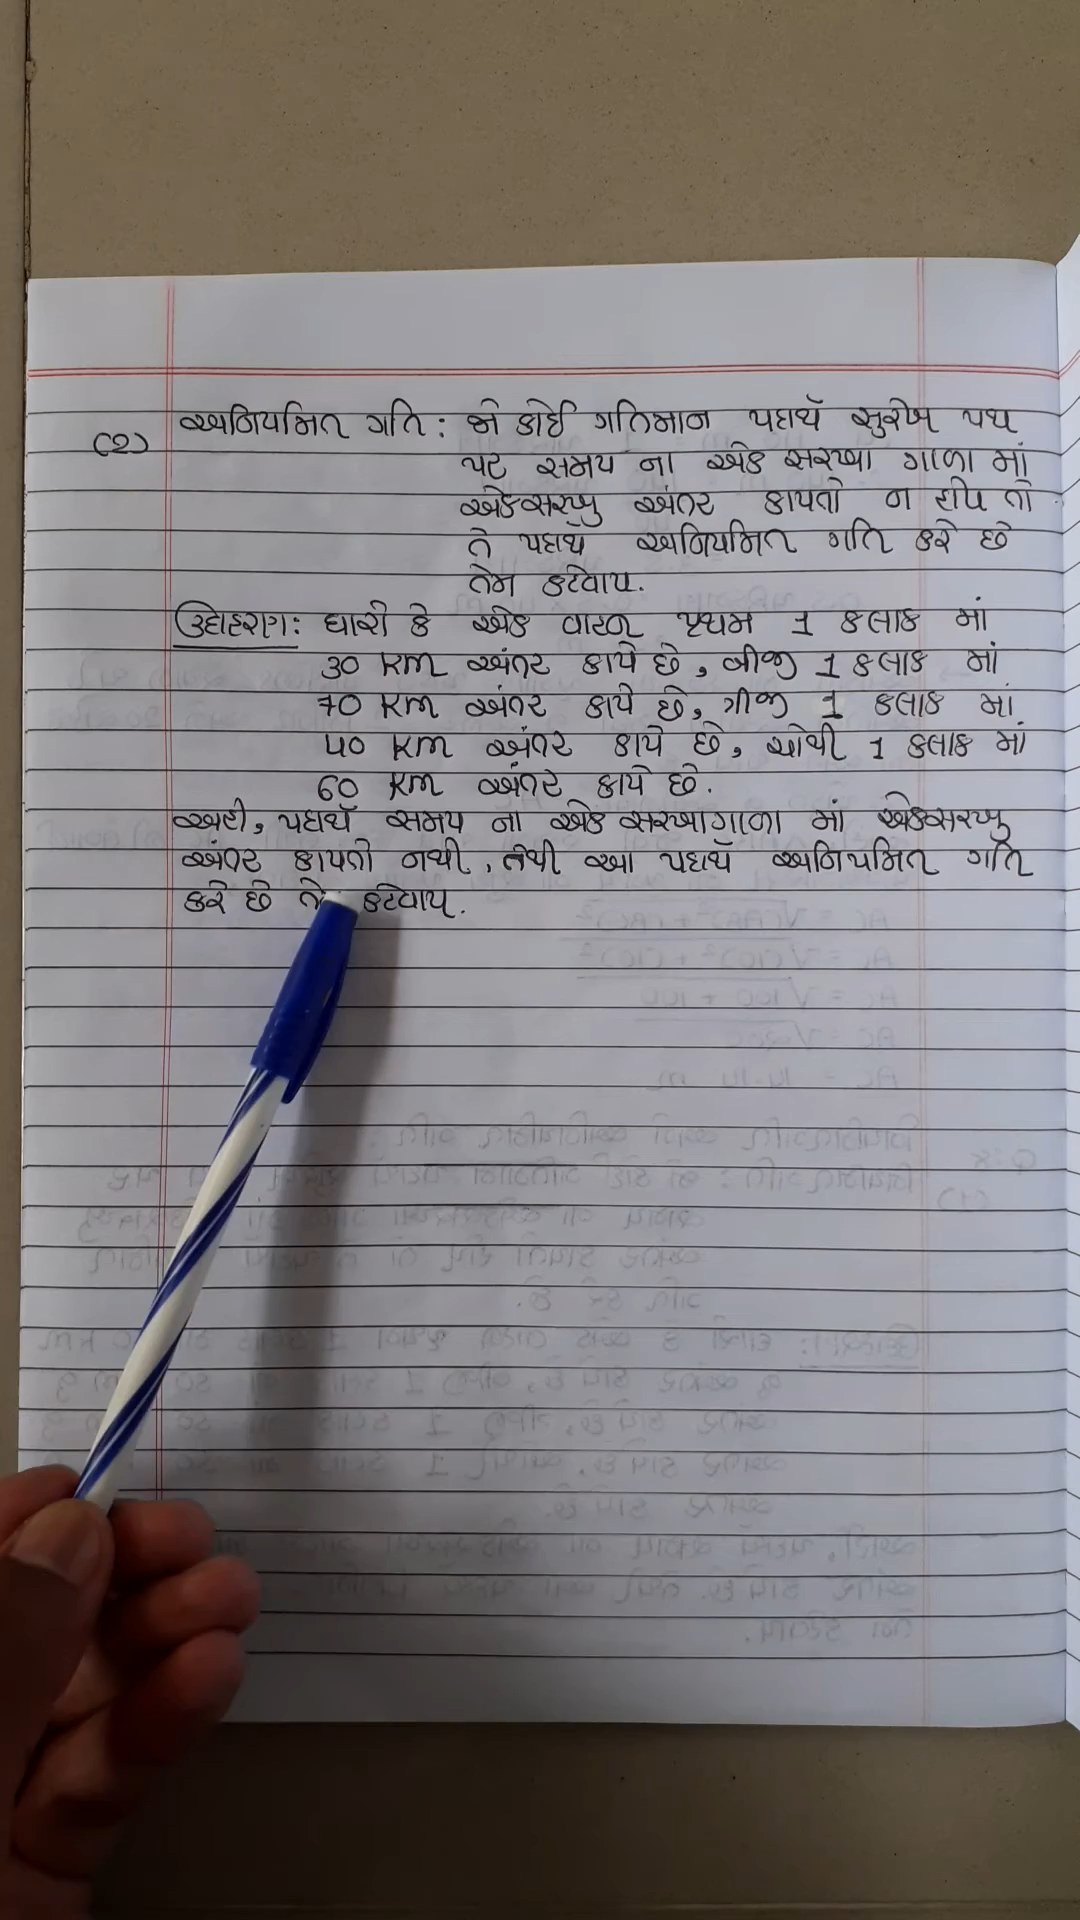 (2) અનિયમિત ગતિ: જો કોઈ ગતિમાન પદાર્થ સુરેખ પથ
પર સમય ના એક સરખા ગાળા માં
એકસરખુ અંતર કાપતો ન હોય તો
તે પદાર્થ અનિયમિત ગતિ કરે છે
તેમ કહેવાય.
ઉદાહરણ: ધારો કે એક વાહન પ્રથમ 1 કલાક માં
30 km અંતર કાપે છે, બીજી 1 કલાક માં
70 km અંતર કાપે છે, ત્રીજી 1 કલાક માં
40 km અંતર કાપે છે, ચોથી 1 કલાક માં
60 km અંતર કાપે છે.
અહી, પદાર્થ સમય ના એક સરખાગાળા માં એકસરખુ
અંતર કાપતો નથી, તેથી આ પદાર્થ અનિયમિત ગતિ
કરે છે કહેવાય.